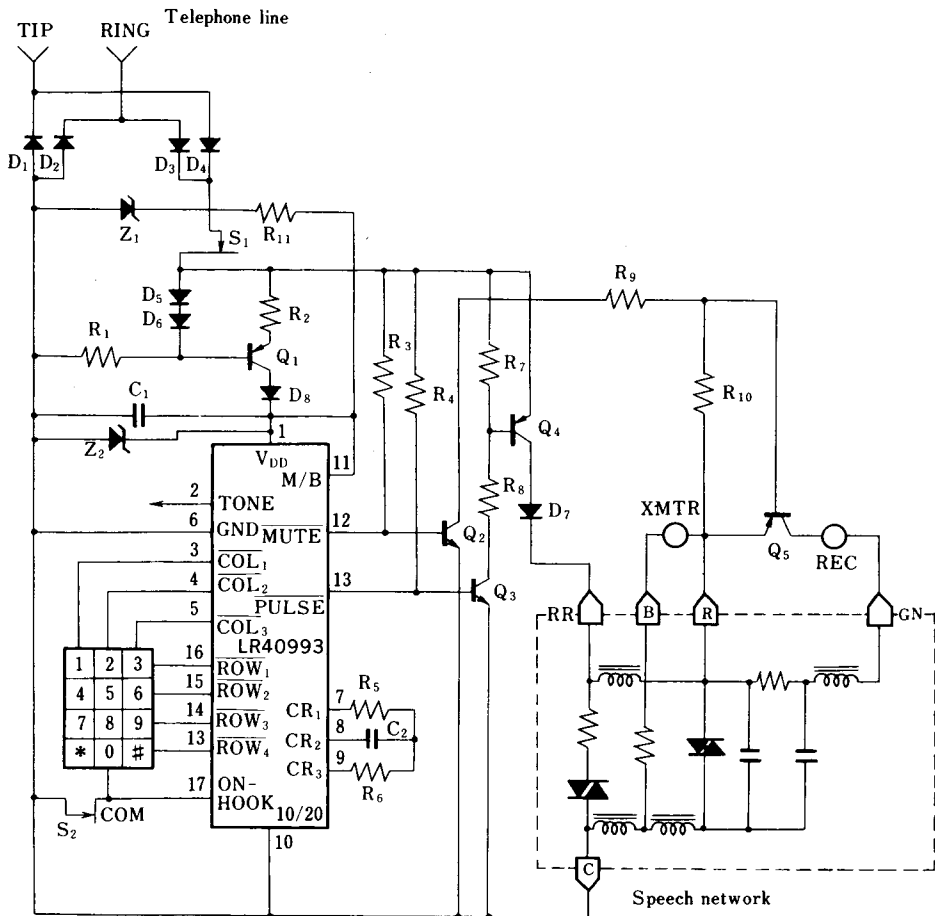 Telephone line
TIP RING
D1 D2 D3 D4
Z1 R11 S1
D5 D6 R2 R9
R1 Q1 R3 R4 R7
C1 D8 Q4 R10
Z2
1
VDD
M/B 11
2 TONE
R8 D7 XMTR
6 GND MUTE 12 Q2 Q5 REC
3 COL1
4 COL2
PULSE 13 Q3
5 COL3
RR B R GN
LR40993
1 2 3
16 ROW1
4 5 6
15 ROW2
7 8 9
14 ROW3
* 0 #
13 ROW4
CR1 7 R5
CR2 8 C2
CR3 9 R6
17 ON-
HOOK
10/20
S2 COM
10
C
Speech network